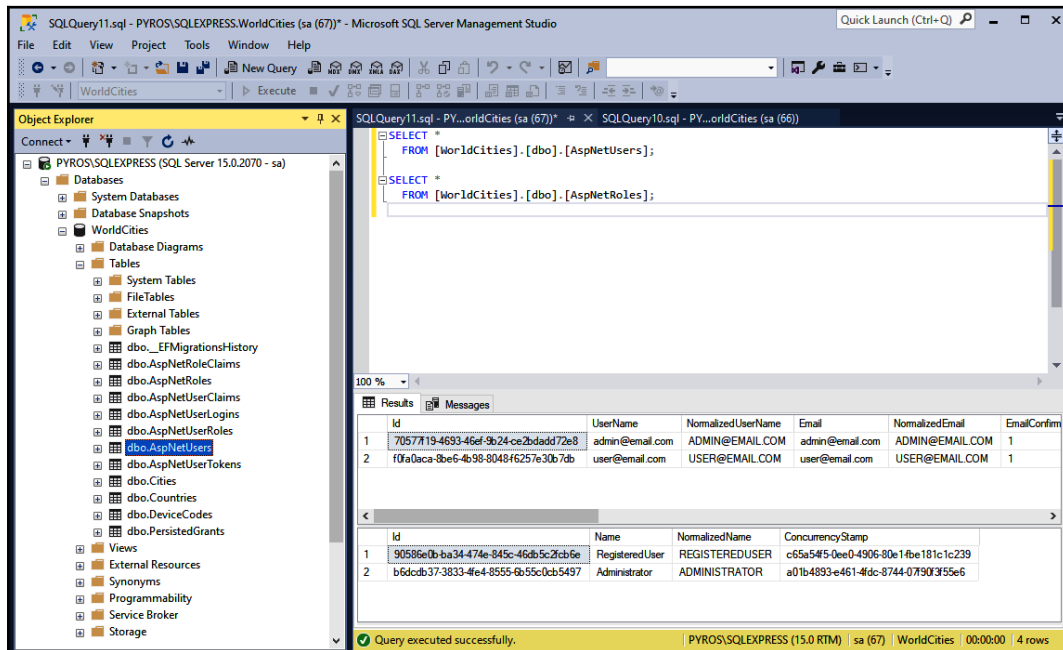 SQLQuery11.sql - PYROS\SQLEXPRESS.WorldCities (sa (67))* - Microsoft SQL Server Management Studio
Quick Launch (Ctrl+Q)
File Edit View Project Tools Window Help
New Query MDX DMX XMLA DAX
WorldCities Execute
Object Explorer
Connect
PYROS\SQLEXPRESS (SQL Server 15.0.2070 - sa)
Databases
System Databases
Database Snapshots
WorldCities
Database Diagrams
Tables
System Tables
FileTables
External Tables
Graph Tables
dbo.__EFMigrationsHistory
dbo.AspNetRoleClaims
dbo.AspNetRoles
dbo.AspNetUserClaims
dbo.AspNetUserLogins
dbo.AspNetUserRoles
dbo.AspNetUsers
dbo.AspNetUserTokens
dbo.Cities
dbo.Countries
dbo.DeviceCodes
dbo.PersistedGrants
Views
External Resources
Synonyms
Programmability
Service Broker
Storage
SQLQuery11.sql - PY...orldCities (sa (67))* SQLQuery10.sql - PY...orldCities (sa (66))
SELECT *
FROM [WorldCities].[dbo].[AspNetUsers];
SELECT *
FROM [WorldCities].[dbo].[AspNetRoles];
100 %
Results Messages
Id UserName NormalizedUserName Email NormalizedEmail EmailConfirm
1 70577f19-4693-46ef-9b24-ce2bdadd72e8 admin@email.com ADMIN@EMAIL.COM admin@email.com ADMIN@EMAIL.COM 1
2 f0fa0aca-8be6-4b98-8048-f6257e30b7db user@email.com USER@EMAIL.COM user@email.com USER@EMAIL.COM 1
Id Name NormalizedName ConcurrencyStamp
1 90586e0b-ba34-474e-845c-46db5c2fcb6e RegisteredUser REGISTEREDUSER c65a54f5-0ee0-4906-80e1-fbe181c1c239
2 b6dcdb37-3833-4fe4-8555-6b55c0cb5497 Administrator ADMINISTRATOR a01b4893-e461-4fdc-8744-07f90f3f55e6
Query executed successfully. PYROS\SQLEXPRESS (15.0 RTM) sa (67) WorldCities 00:00:00 4 rows